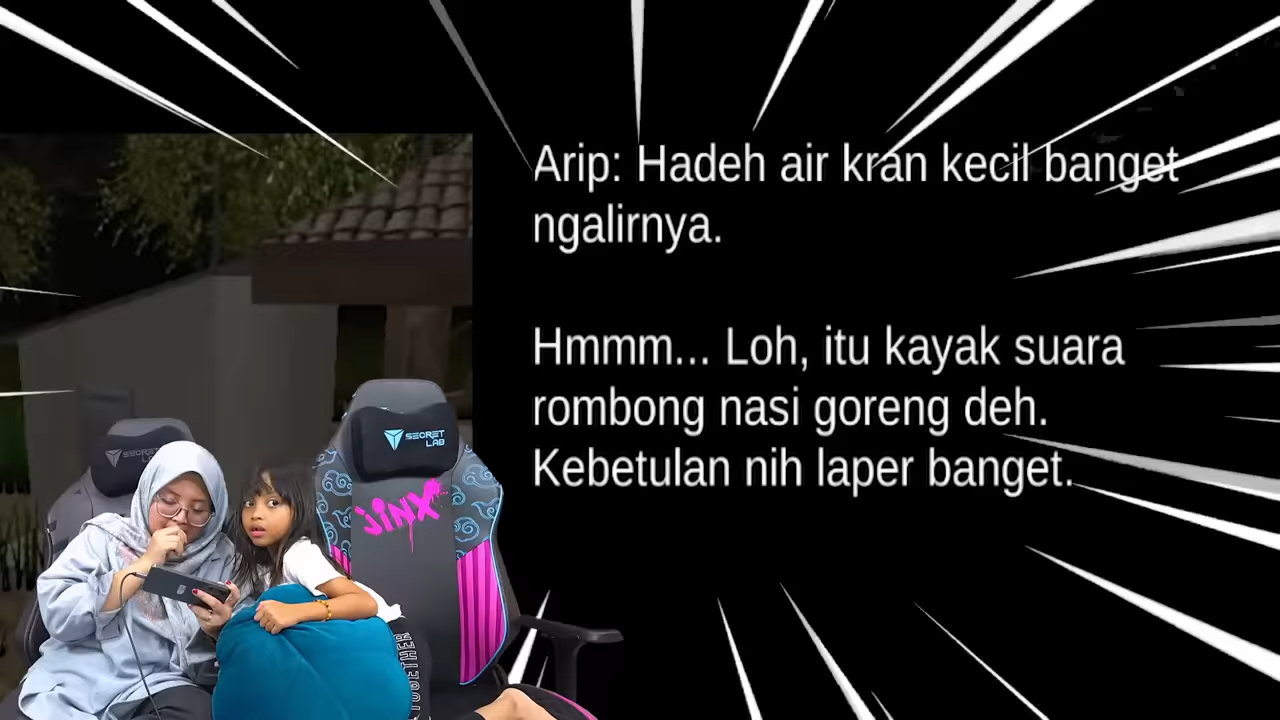 Arip: Hadeh air kran kecil banget
ngalirnya.
Hmmm... Loh, itu kayak suara
rombong nasi goreng deh.
Kebetulan nih laper banget.
SECRET
LAB
SECRET
JINX
TOGETHER